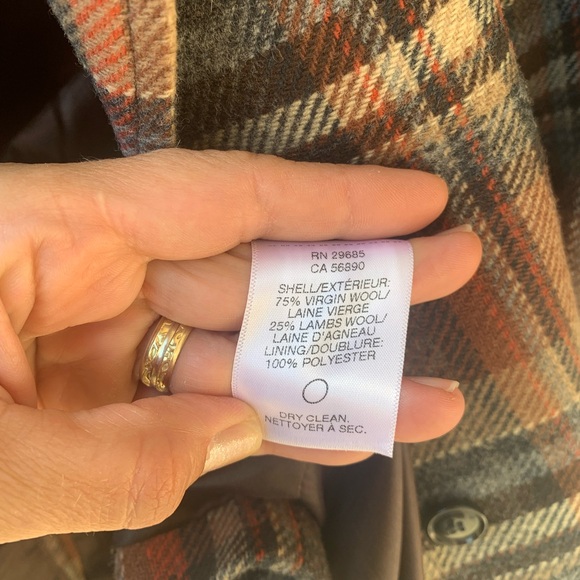 RN 29685
CA 56890
SHELL/EXTÉRIEUR:
75% VIRGIN WOOL/
LAINE VIERGE
25% LAMBS WOOL/
LAINE D'AGNEAU
LINING/DOUBLURE:
100% POLYESTER
DRY CLEAN.
NETTOYER À SEC.